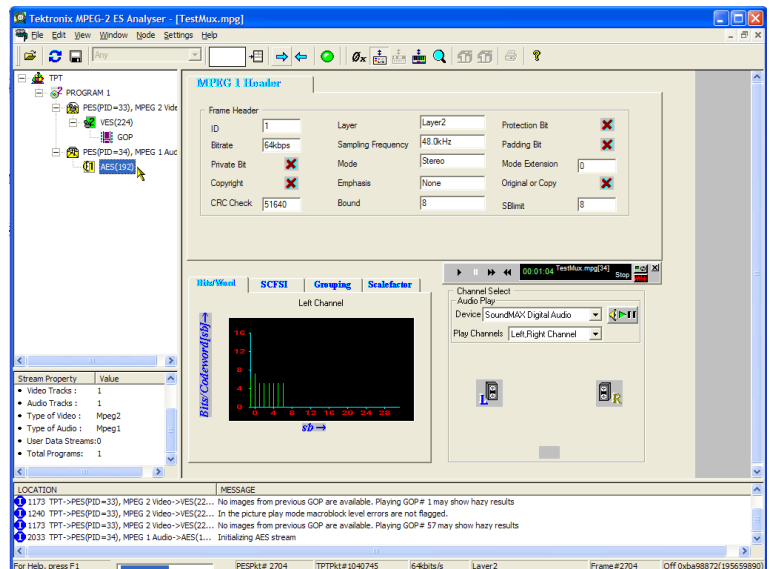 Tektronix MPEG-2 ES Analyser - [TestMux.mpg]
File Edit View Window Node Settings Help
Any
TPT
PROGRAM 1
PES(PID=33), MPEG 2 Vide
VES(224)
GOP
PES(PID=34), MPEG 1 Auc
AES(192)
MPEG 1 Header
Frame Header
ID 1 Layer Layer2 Protection Bit
Bitrate 64kbps Sampling Frequency 48.0kHz Padding Bit
Private Bit Mode Stereo Mode Extension 0
Copyright Emphasis None Original or Copy
CRC Check 51640 Bound 8 SBlimit 8
00:01:04 TestMux.mpg[34] Stop
Bits/Word SCFSI Grouping Scalefactor
Left Channel
Bits/Codeword[sb]→
16
12
8
4
0
0 4 8 12 16 20 24 28
sb→
Channel Select
Audio Play
Device SoundMAX Digital Audio
Play Channels Left,Right Channel
L R
Stream Property Value
Video Tracks : 1
Audio Tracks : 1
Type of Video : Mpeg2
Type of Audio : Mpeg1
User Data Streams:0
Total Programs: 1
LOCATION MESSAGE
1173 TPT->PES(PID=33), MPEG 2 Video->VES(22... No images from previous GOP are available. Playing GOP# 1 may show hazy results
1240 TPT->PES(PID=33), MPEG 2 Video->VES(22... In the picture play mode macroblock level errors are not flagged.
1173 TPT->PES(PID=33), MPEG 2 Video->VES(22... No images from previous GOP are available. Playing GOP# 57 may show hazy results
2033 TPT->PES(PID=34), MPEG 1 Audio->AES(1... Initializing AES stream
For Help, press F1 PESPkt# 2704 TPTPkt#1040745 64kbits/s Layer2 Frame#2704 Off 0xba98872(195659890)